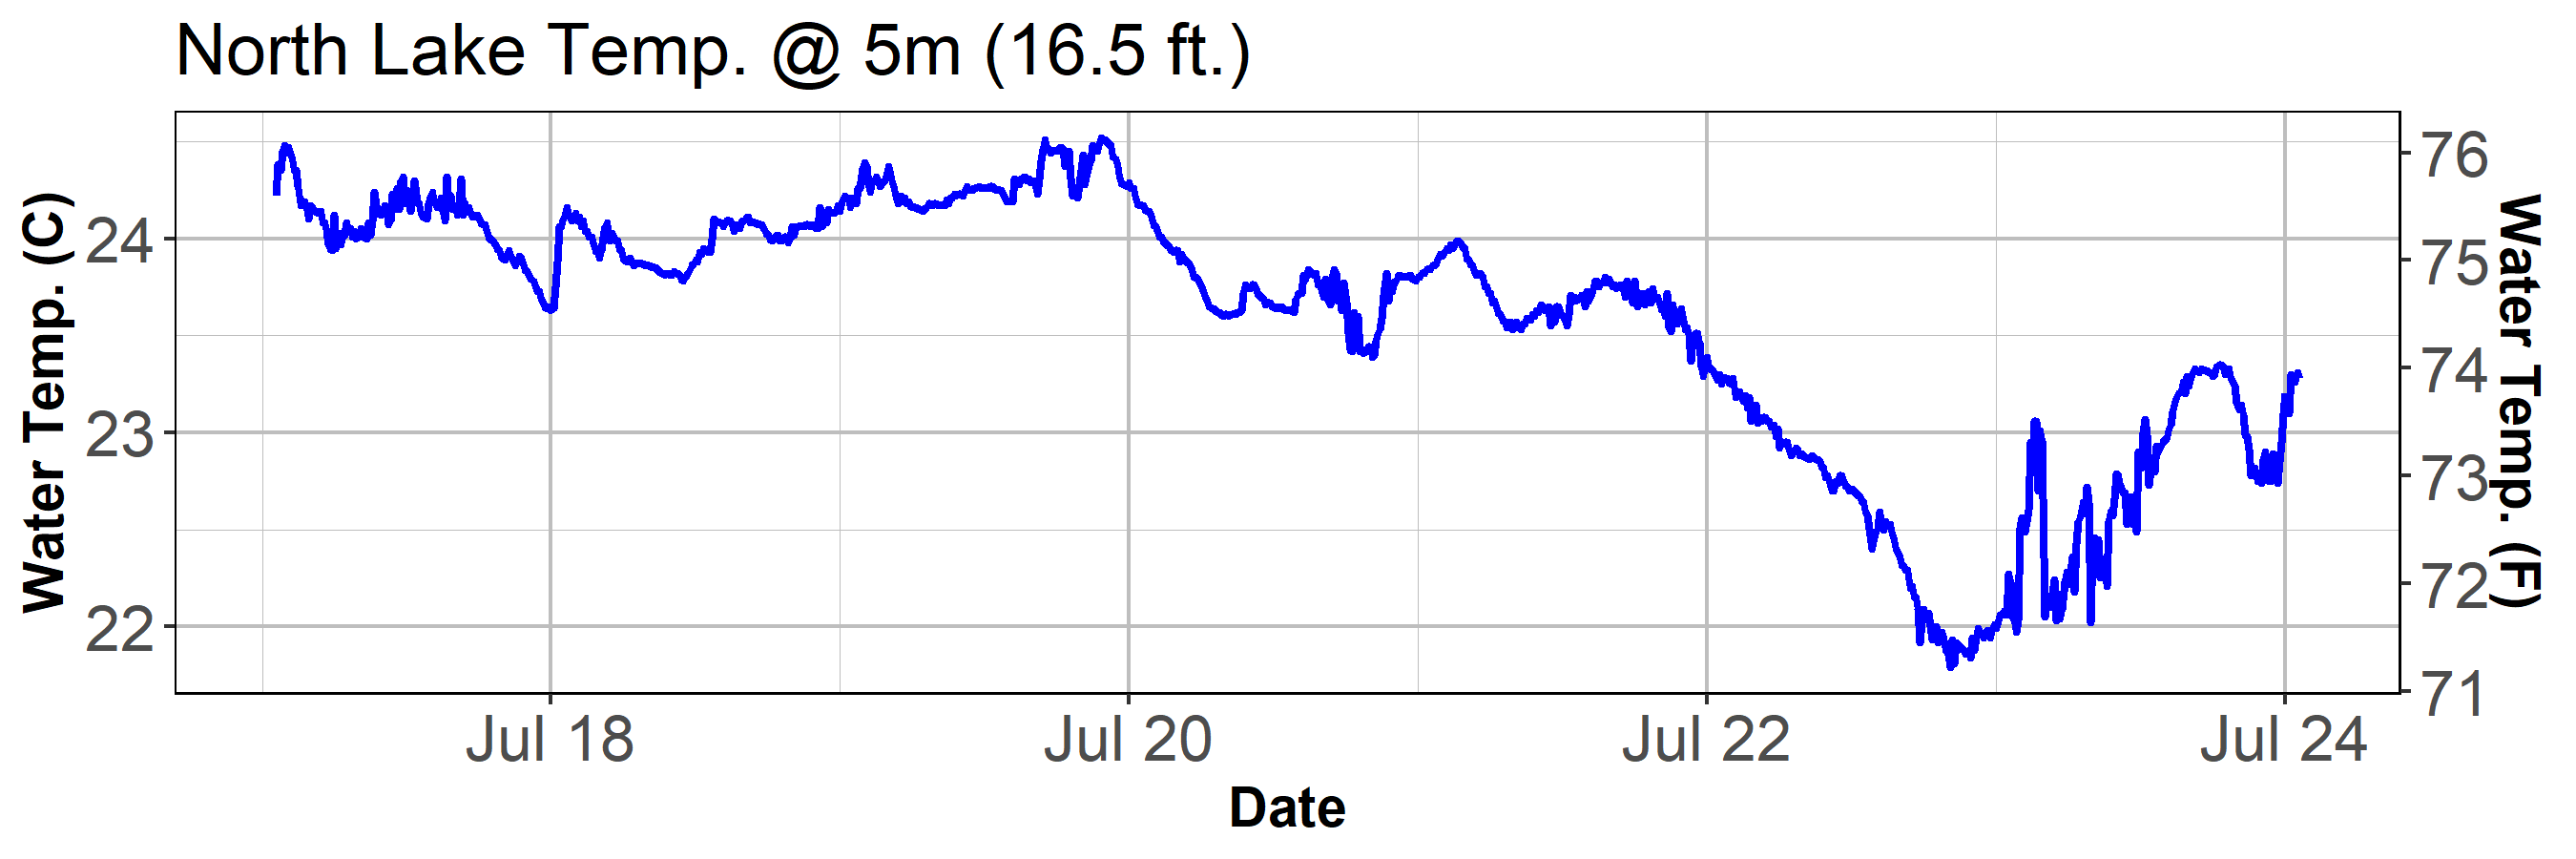 North Lake Temp. @ 5m (16.5 ft.)
Water Temp. (C)
24
23
22
76
75
74
73
72
71
Water Temp. (F)
Jul 18
Jul 20
Jul 22
Jul 24
Date